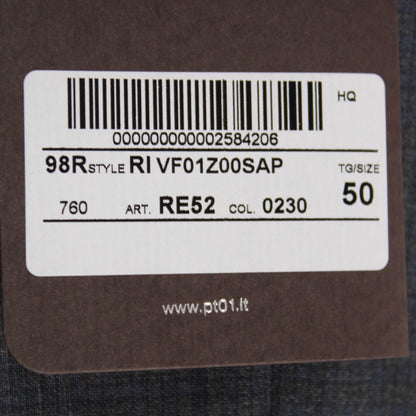 HQ
000000000002584206
98R STYLE RI VF01Z00SAP TG/SIZE
50
760 ART. RE52 COL. 0230
www.pt01.it